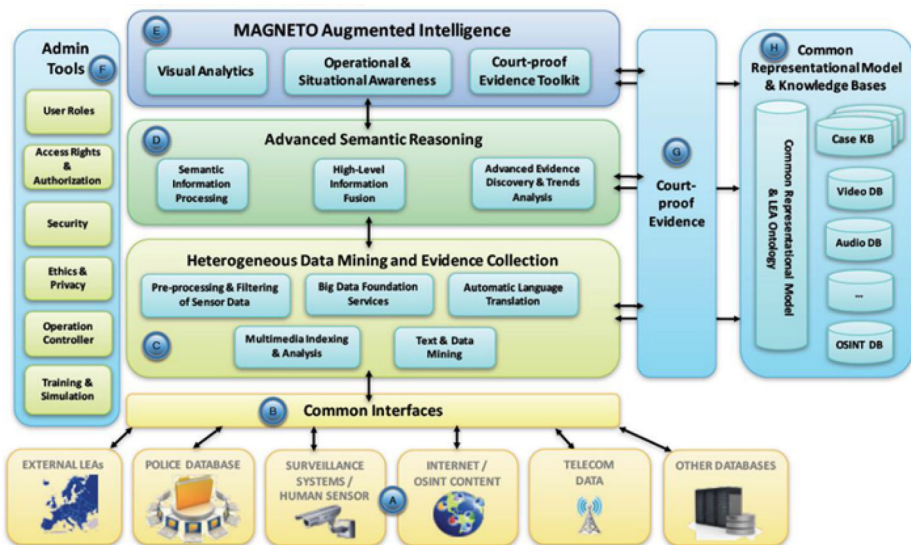 Admin
Tools
F
User Roles
Access Rights
&
Authorization
Security
Ethics &
Privacy
Operation
Controller
Training &
Simulation
E
MAGNETO Augmented Intelligence
Visual Analytics
Operational &
Situational Awareness
Court-proof
Evidence Toolkit
D
Advanced Semantic Reasoning
Semantic
Information
Processing
High-Level
Information
Fusion
Advanced Evidence
Discovery & Trends
Analysis
Heterogeneous Data Mining and Evidence Collection
Pre-processing & Filtering
of Sensor Data
Big Data Foundation
Services
Automatic Language
Translation
C
Multimedia Indexing
& Analysis
Text & Data
Mining
B
Common Interfaces
G
Court-
proof
Evidence
H
Common
Representational Model
& Knowledge Bases
Common Representational Model
& LEA Ontology
Case KB
Video DB
Audio DB
...
OSINT DB
EXTERNAL LEAs
POLICE DATABASE
SURVEILLANCE
SYSTEMS /
HUMAN SENSOR
A
INTERNET /
OSINT CONTENT
TELECOM
DATA
OTHER DATABASES